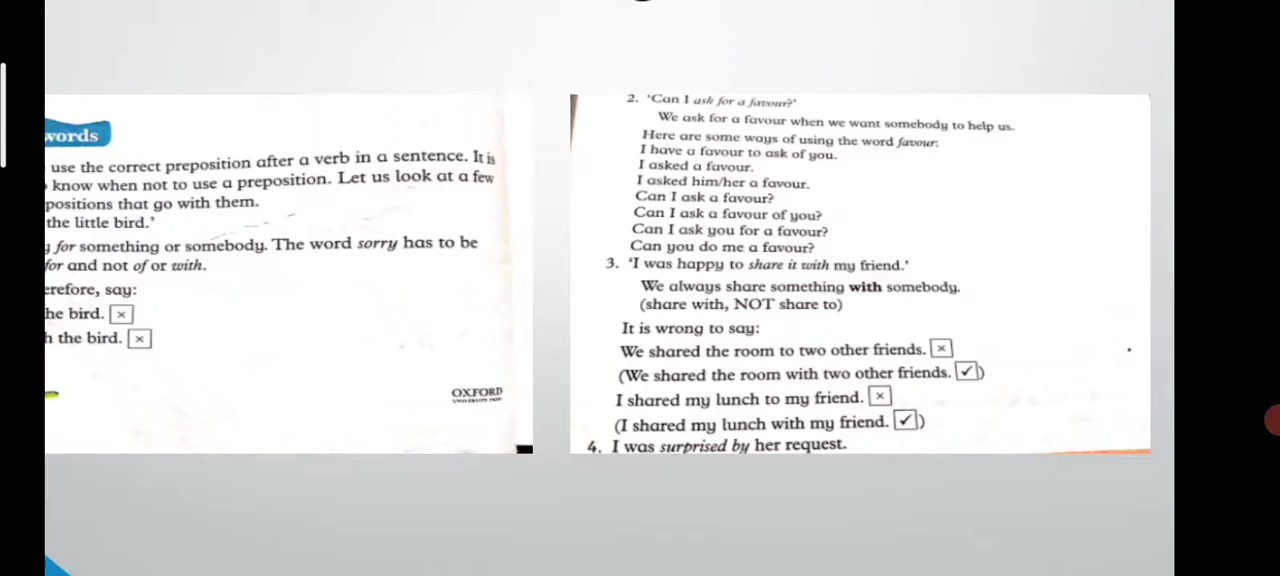 words
use the correct preposition after a verb in a sentence. It is
know when not to use a preposition. Let us look at a few
positions that go with them.
the little bird.'
for something or somebody. The word sorry has to be
for and not of or with.
erefore, say:
he bird. ×
h the bird. ×
OXFORD
UNIVERSITY PRESS
2. 'Can I ask for a favour?'
We ask for a favour when we want somebody to help us.
Here are some ways of using the word favour.
I have a favour to ask of you.
I asked a favour.
I asked him/her a favour.
Can I ask a favour?
Can I ask a favour of you?
Can I ask you for a favour?
Can you do me a favour?
3. 'I was happy to share it with my friend.'
We always share something with somebody.
(share with, NOT share to)
It is wrong to say:
We shared the room to two other friends. ×
(We shared the room with two other friends. ✓)
I shared my lunch to my friend. ×
(I shared my lunch with my friend. ✓)
4. I was surprised by her request.